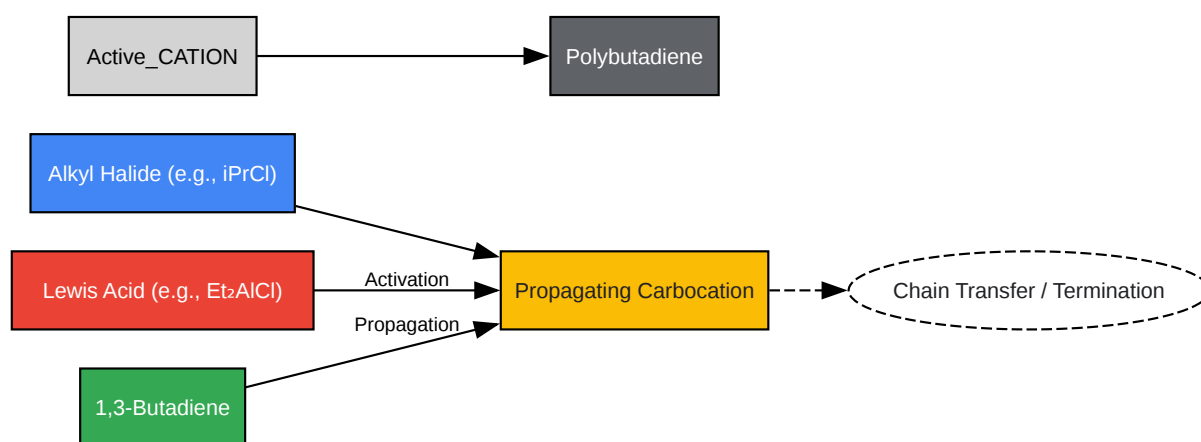 Active_CATION
Polybutadiene
Alkyl Halide (e.g., iPrCl)
Lewis Acid (e.g., Et₂AlCl)
Activation
Propagating Carbocation
Chain Transfer / Termination
Propagation
1,3-Butadiene